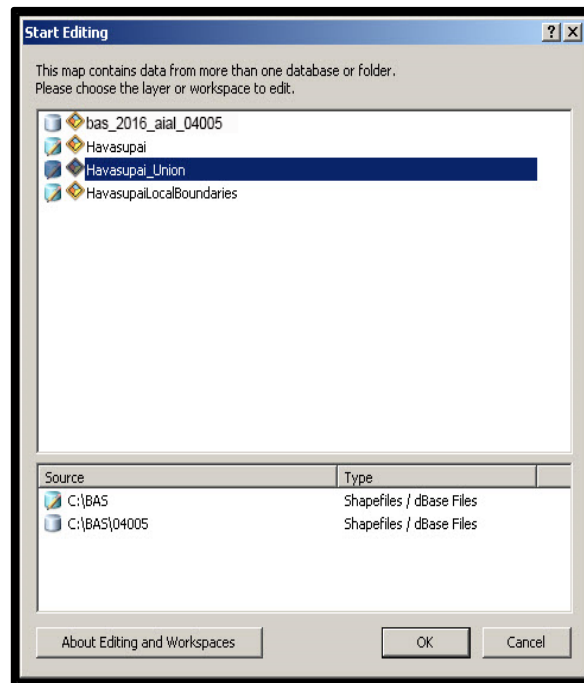 Start Editing
This map contains data from more than one database or folder.
Please choose the layer or workspace to edit.
bas_2016_aial_04005
Havasupai
Havasupai_Union
HavasupaiLocalBoundaries
Source Type
C:\BAS Shapefiles / dBase Files
C:\BAS\04005 Shapefiles / dBase Files
About Editing and Workspaces OK Cancel